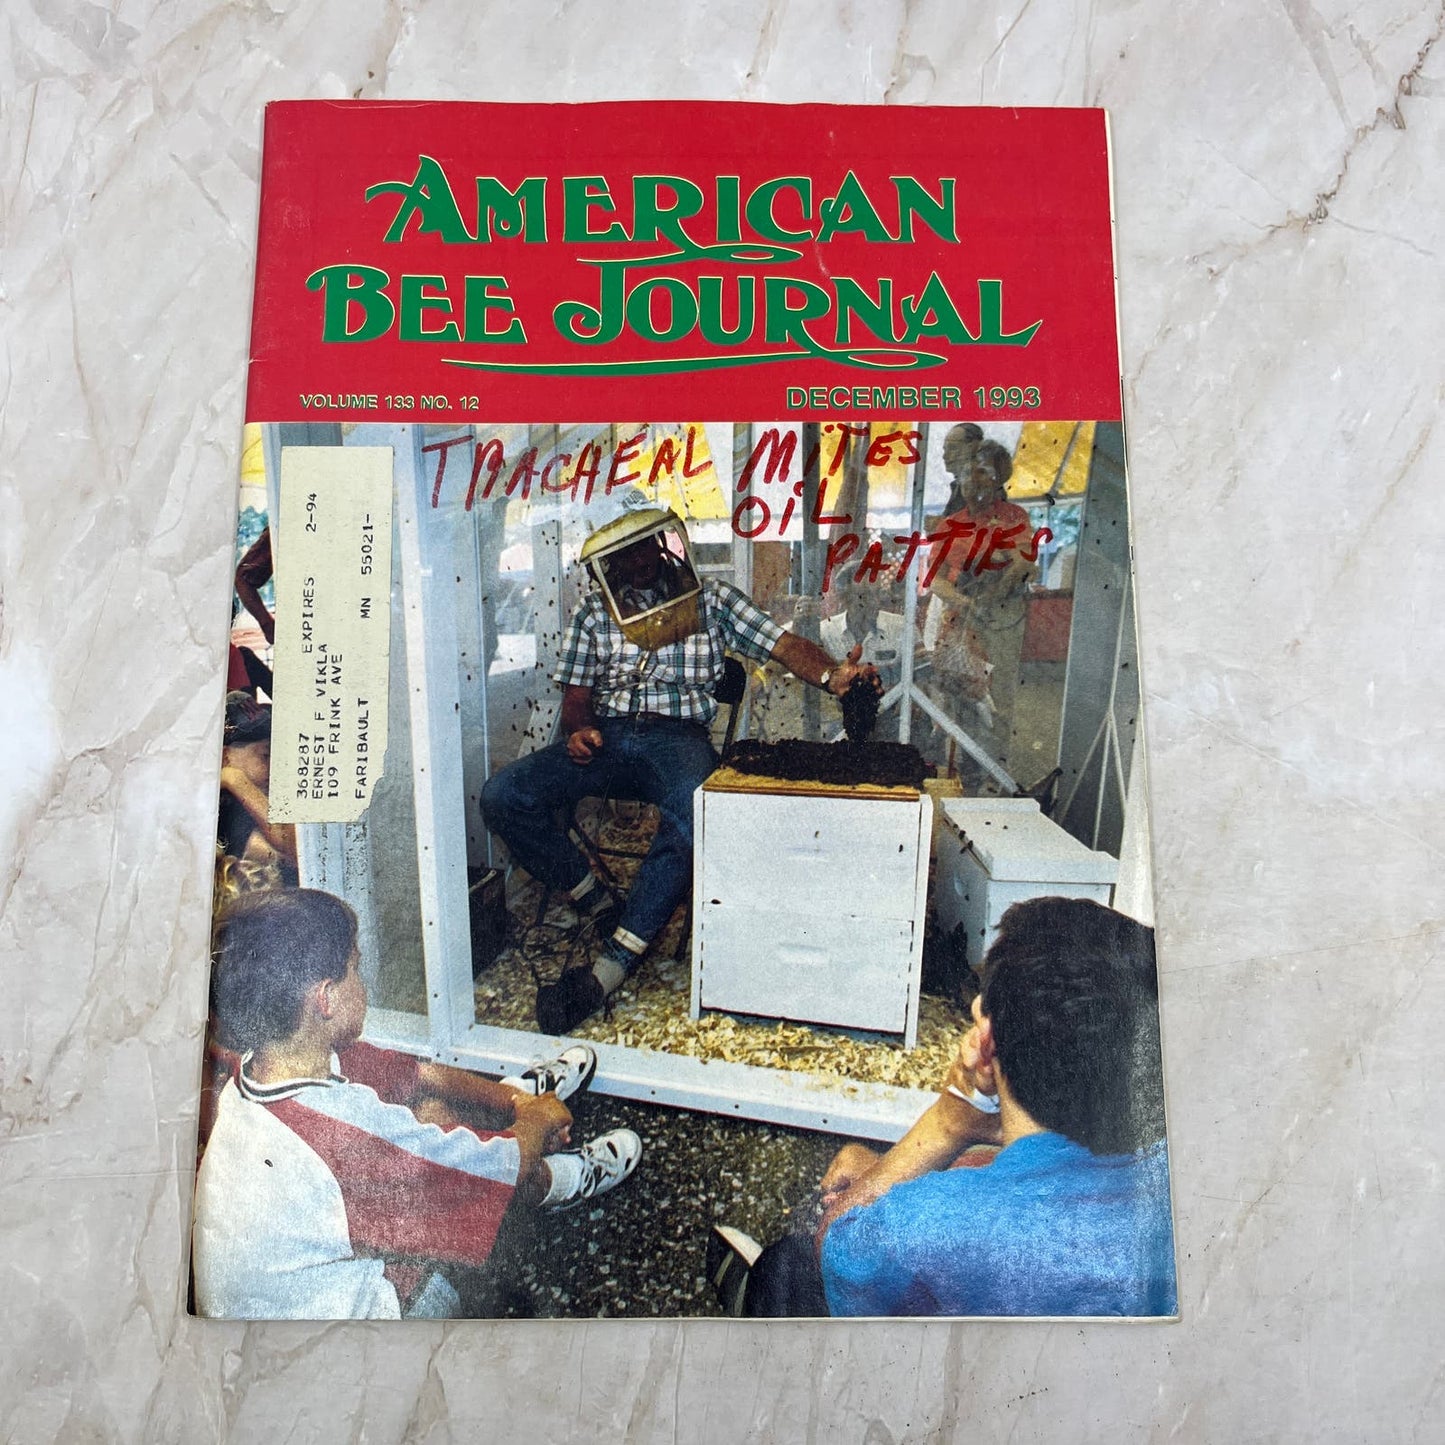 AMERICAN
BEE JOURNAL
VOLUME 133 NO. 12 DECEMBER 1993
TRACHEAL MITES
OIL
PATTIES
368287 EXPIRES 2-94
ERNEST F VIKLA
109 FRINK AVE
FARIBAULT MN 55021-